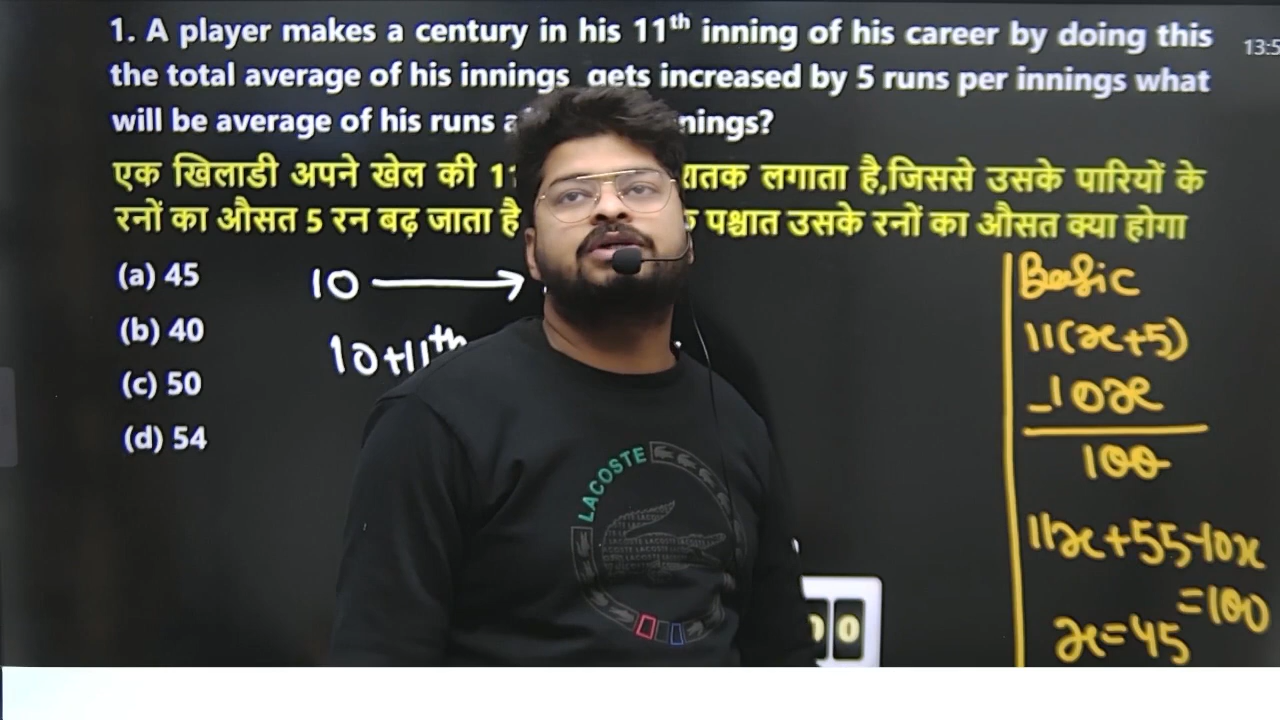 1. A player makes a century in his 11th inning of his career by doing this
the total average of his innings gets increased by 5 runs per innings what
will be average of his runs a nings?
एक खिलाडी अपने खेल की 1 रातक लगाता है,जिससे उसके पारियों के
रनों का औसत 5 रन बढ़ जाता है पश्चात उसके रनों का औसत क्या होगा
(a) 45
(b) 40
(c) 50
(d) 54
10 →
10+11th
LACOSTE
Basic
11(x+5)
-10x
100
11x+55-10x
=100
x=45
13:5